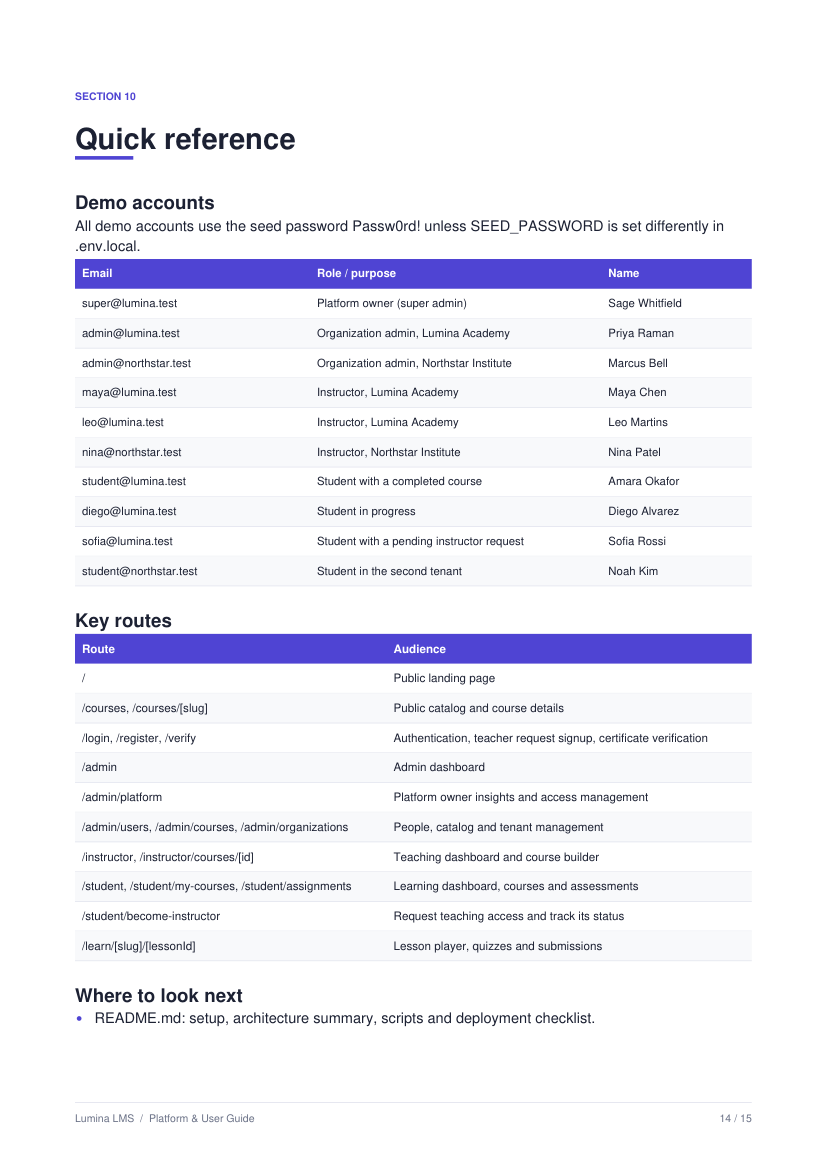 SECTION 10
Quick reference
Demo accounts
All demo accounts use the seed password Passw0rd! unless SEED_PASSWORD is set differently in
.env.local.
Email Role / purpose Name
super@lumina.test Platform owner (super admin) Sage Whitfield
admin@lumina.test Organization admin, Lumina Academy Priya Raman
admin@northstar.test Organization admin, Northstar Institute Marcus Bell
maya@lumina.test Instructor, Lumina Academy Maya Chen
leo@lumina.test Instructor, Lumina Academy Leo Martins
nina@northstar.test Instructor, Northstar Institute Nina Patel
student@lumina.test Student with a completed course Amara Okafor
diego@lumina.test Student in progress Diego Alvarez
sofia@lumina.test Student with a pending instructor request Sofia Rossi
student@northstar.test Student in the second tenant Noah Kim
Key routes
Route Audience
/ Public landing page
/courses, /courses/[slug] Public catalog and course details
/login, /register, /verify Authentication, teacher request signup, certificate verification
/admin Admin dashboard
/admin/platform Platform owner insights and access management
/admin/users, /admin/courses, /admin/organizations People, catalog and tenant management
/instructor, /instructor/courses/[id] Teaching dashboard and course builder
/student, /student/my-courses, /student/assignments Learning dashboard, courses and assessments
/student/become-instructor Request teaching access and track its status
/learn/[slug]/[lessonId] Lesson player, quizzes and submissions
Where to look next
• README.md: setup, architecture summary, scripts and deployment checklist.
Lumina LMS / Platform & User Guide 14 / 15